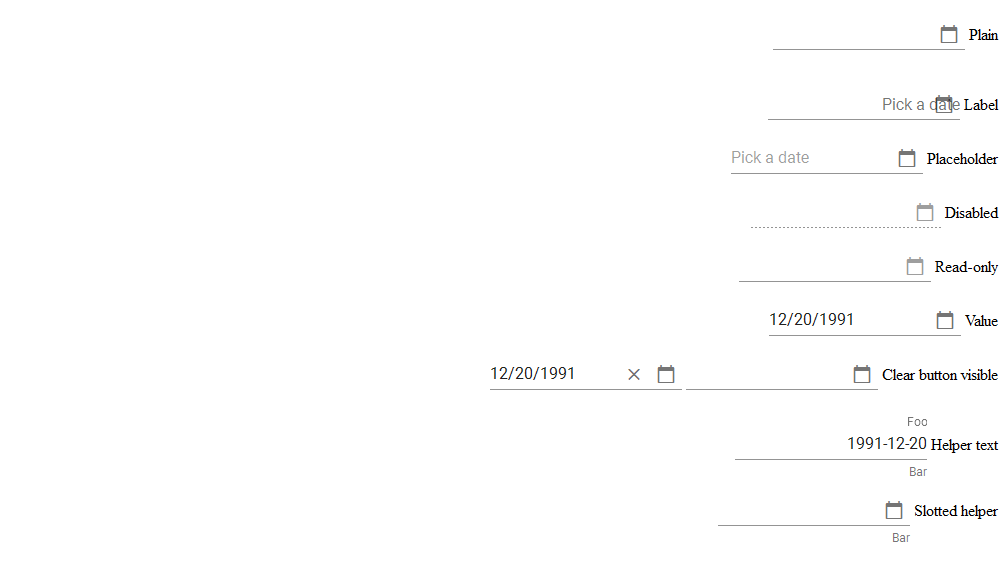 Plain
Pick a date Label
Pick a date Placeholder
Disabled
Read-only
12/20/1991 Value
12/20/1991 Clear button visible
Foo
1991-12-20 Helper text
Bar
Slotted helper
Bar